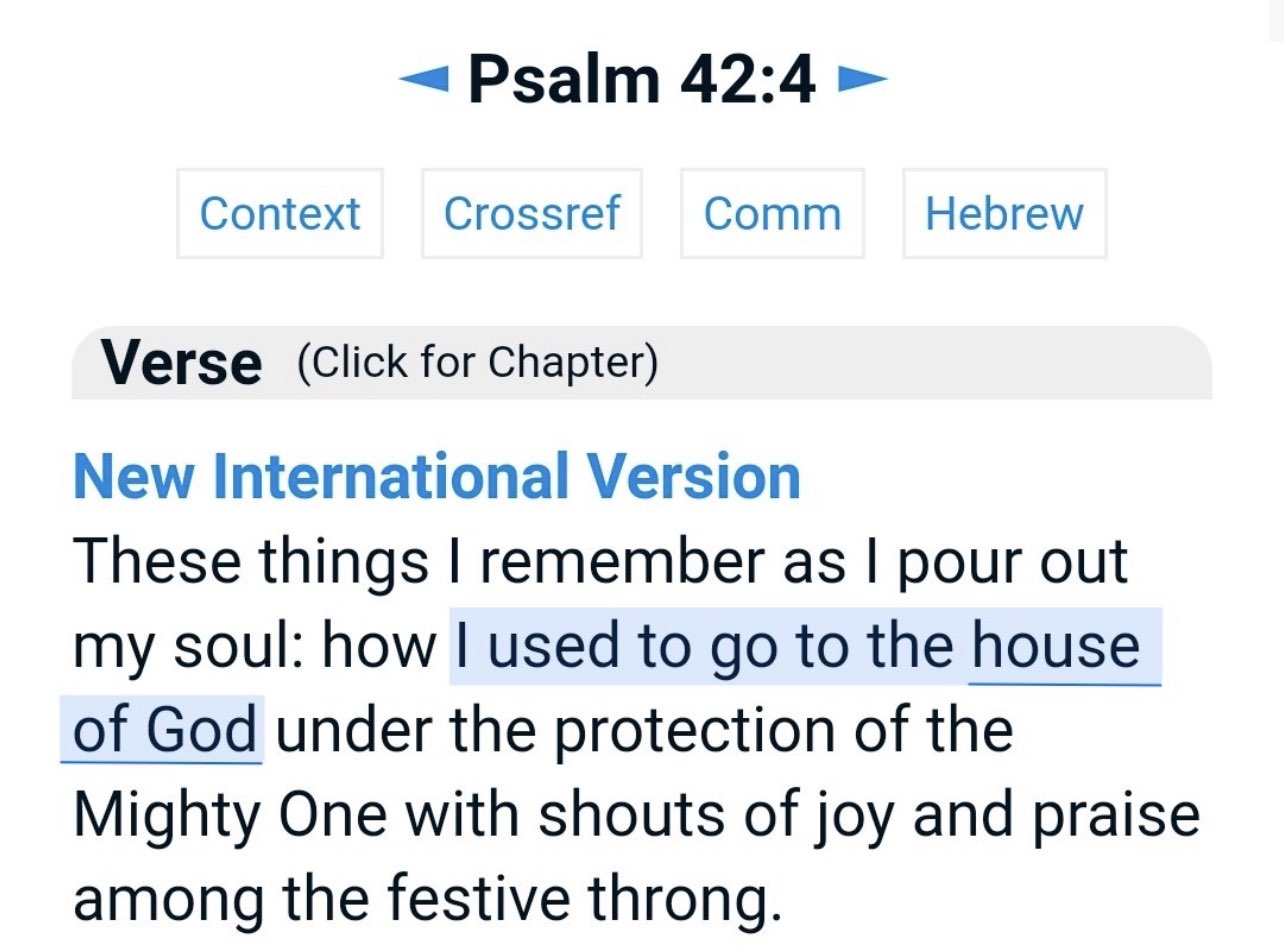 Psalm 42:4
Context Crossref Comm Hebrew
Verse (Click for Chapter)
New International Version
These things I remember as I pour out
my soul: how I used to go to the house
of God under the protection of the
Mighty One with shouts of joy and praise
among the festive throng.